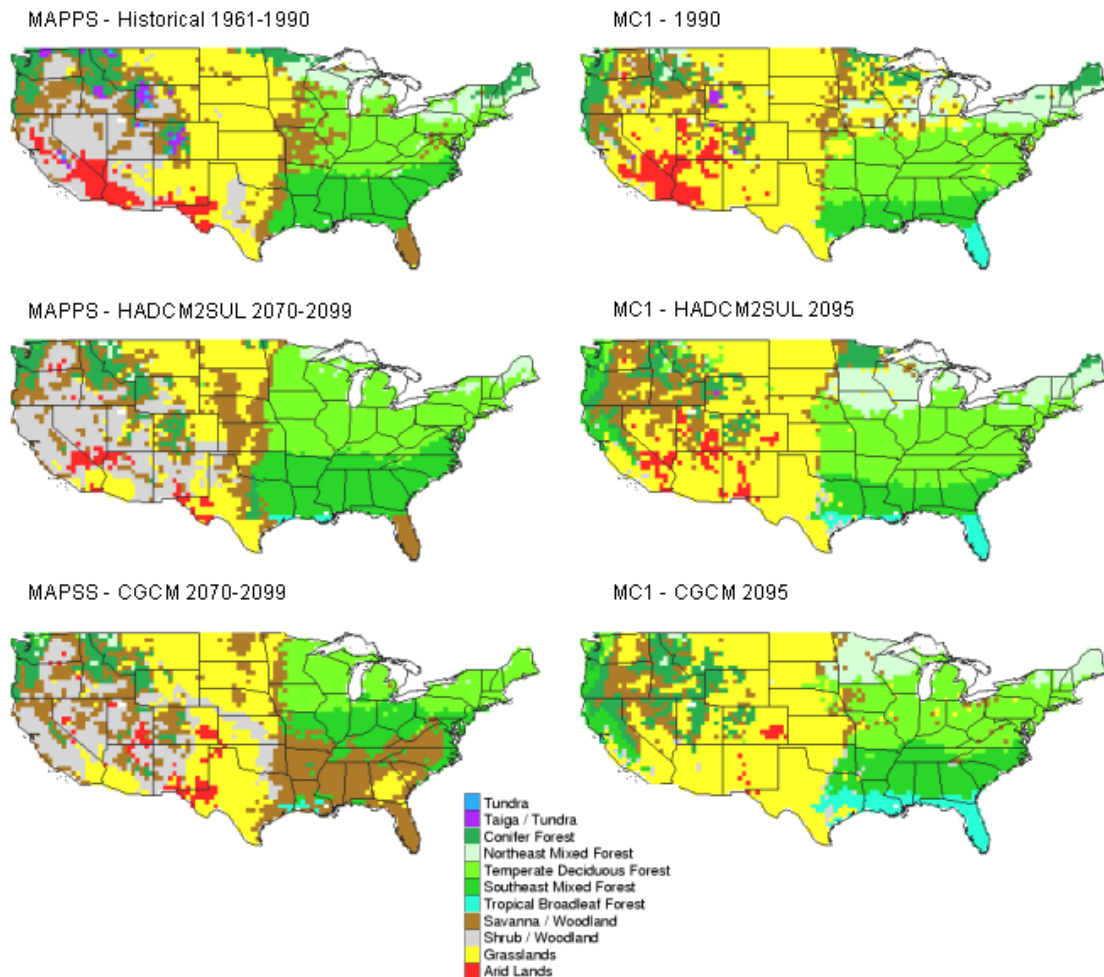 MAPPS - Historical 1961-1990
MC1 - 1990
MAPPS - HADCM2SUL 2070-2099
MC1 - HADCM2SUL 2095
MAPSS - CGCM 2070-2099
MC1 - CGCM 2095
Tundra
Taiga / Tundra
Conifer Forest
Northeast Mixed Forest
Temperate Deciduous Forest
Southeast Mixed Forest
Tropical Broadleaf Forest
Savanna / Woodland
Shrub / Woodland
Grasslands
Arid Lands